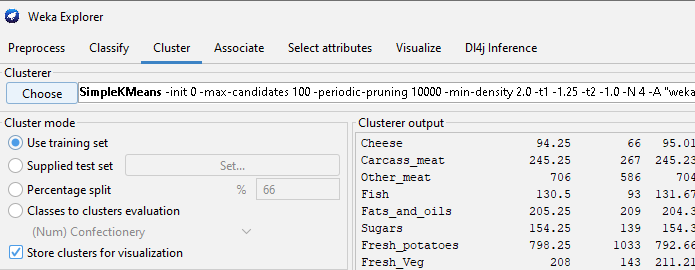 Weka Explorer
Preprocess Classify Cluster Associate Select attributes Visualize Dl4j Inference
Clusterer
Choose SimpleKMeans -init 0 -max-candidates 100 -periodic-pruning 10000 -min-density 2.0 -t1 -1.25 -t2 -1.0 -N 4 -A "weka
Cluster mode
Use training set
Supplied test set Set...
Percentage split % 66
Classes to clusters evaluation
(Num) Confectionery
Store clusters for visualization
Clusterer output
Cheese 94.25 66 95.01
Carcass_meat 245.25 267 245.23
Other_meat 706 586 704
Fish 130.5 93 131.67
Fats_and_oils 205.25 209 204.3
Sugars 154.25 139 154.3
Fresh_potatoes 798.25 1033 792.66
Fresh_Veg 208 143 211.21